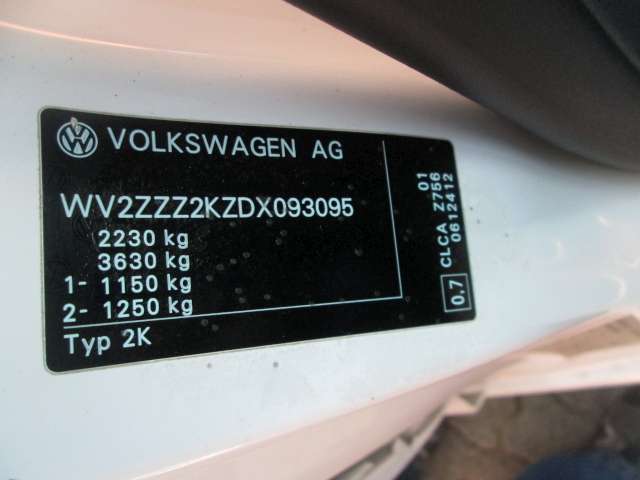 VOLKSWAGEN AG
WV2ZZZ2KZDX093095
2230 kg
3630 kg
1- 1150 kg
2- 1250 kg
Typ 2K
01
CLCA Z756
0612412
0.7